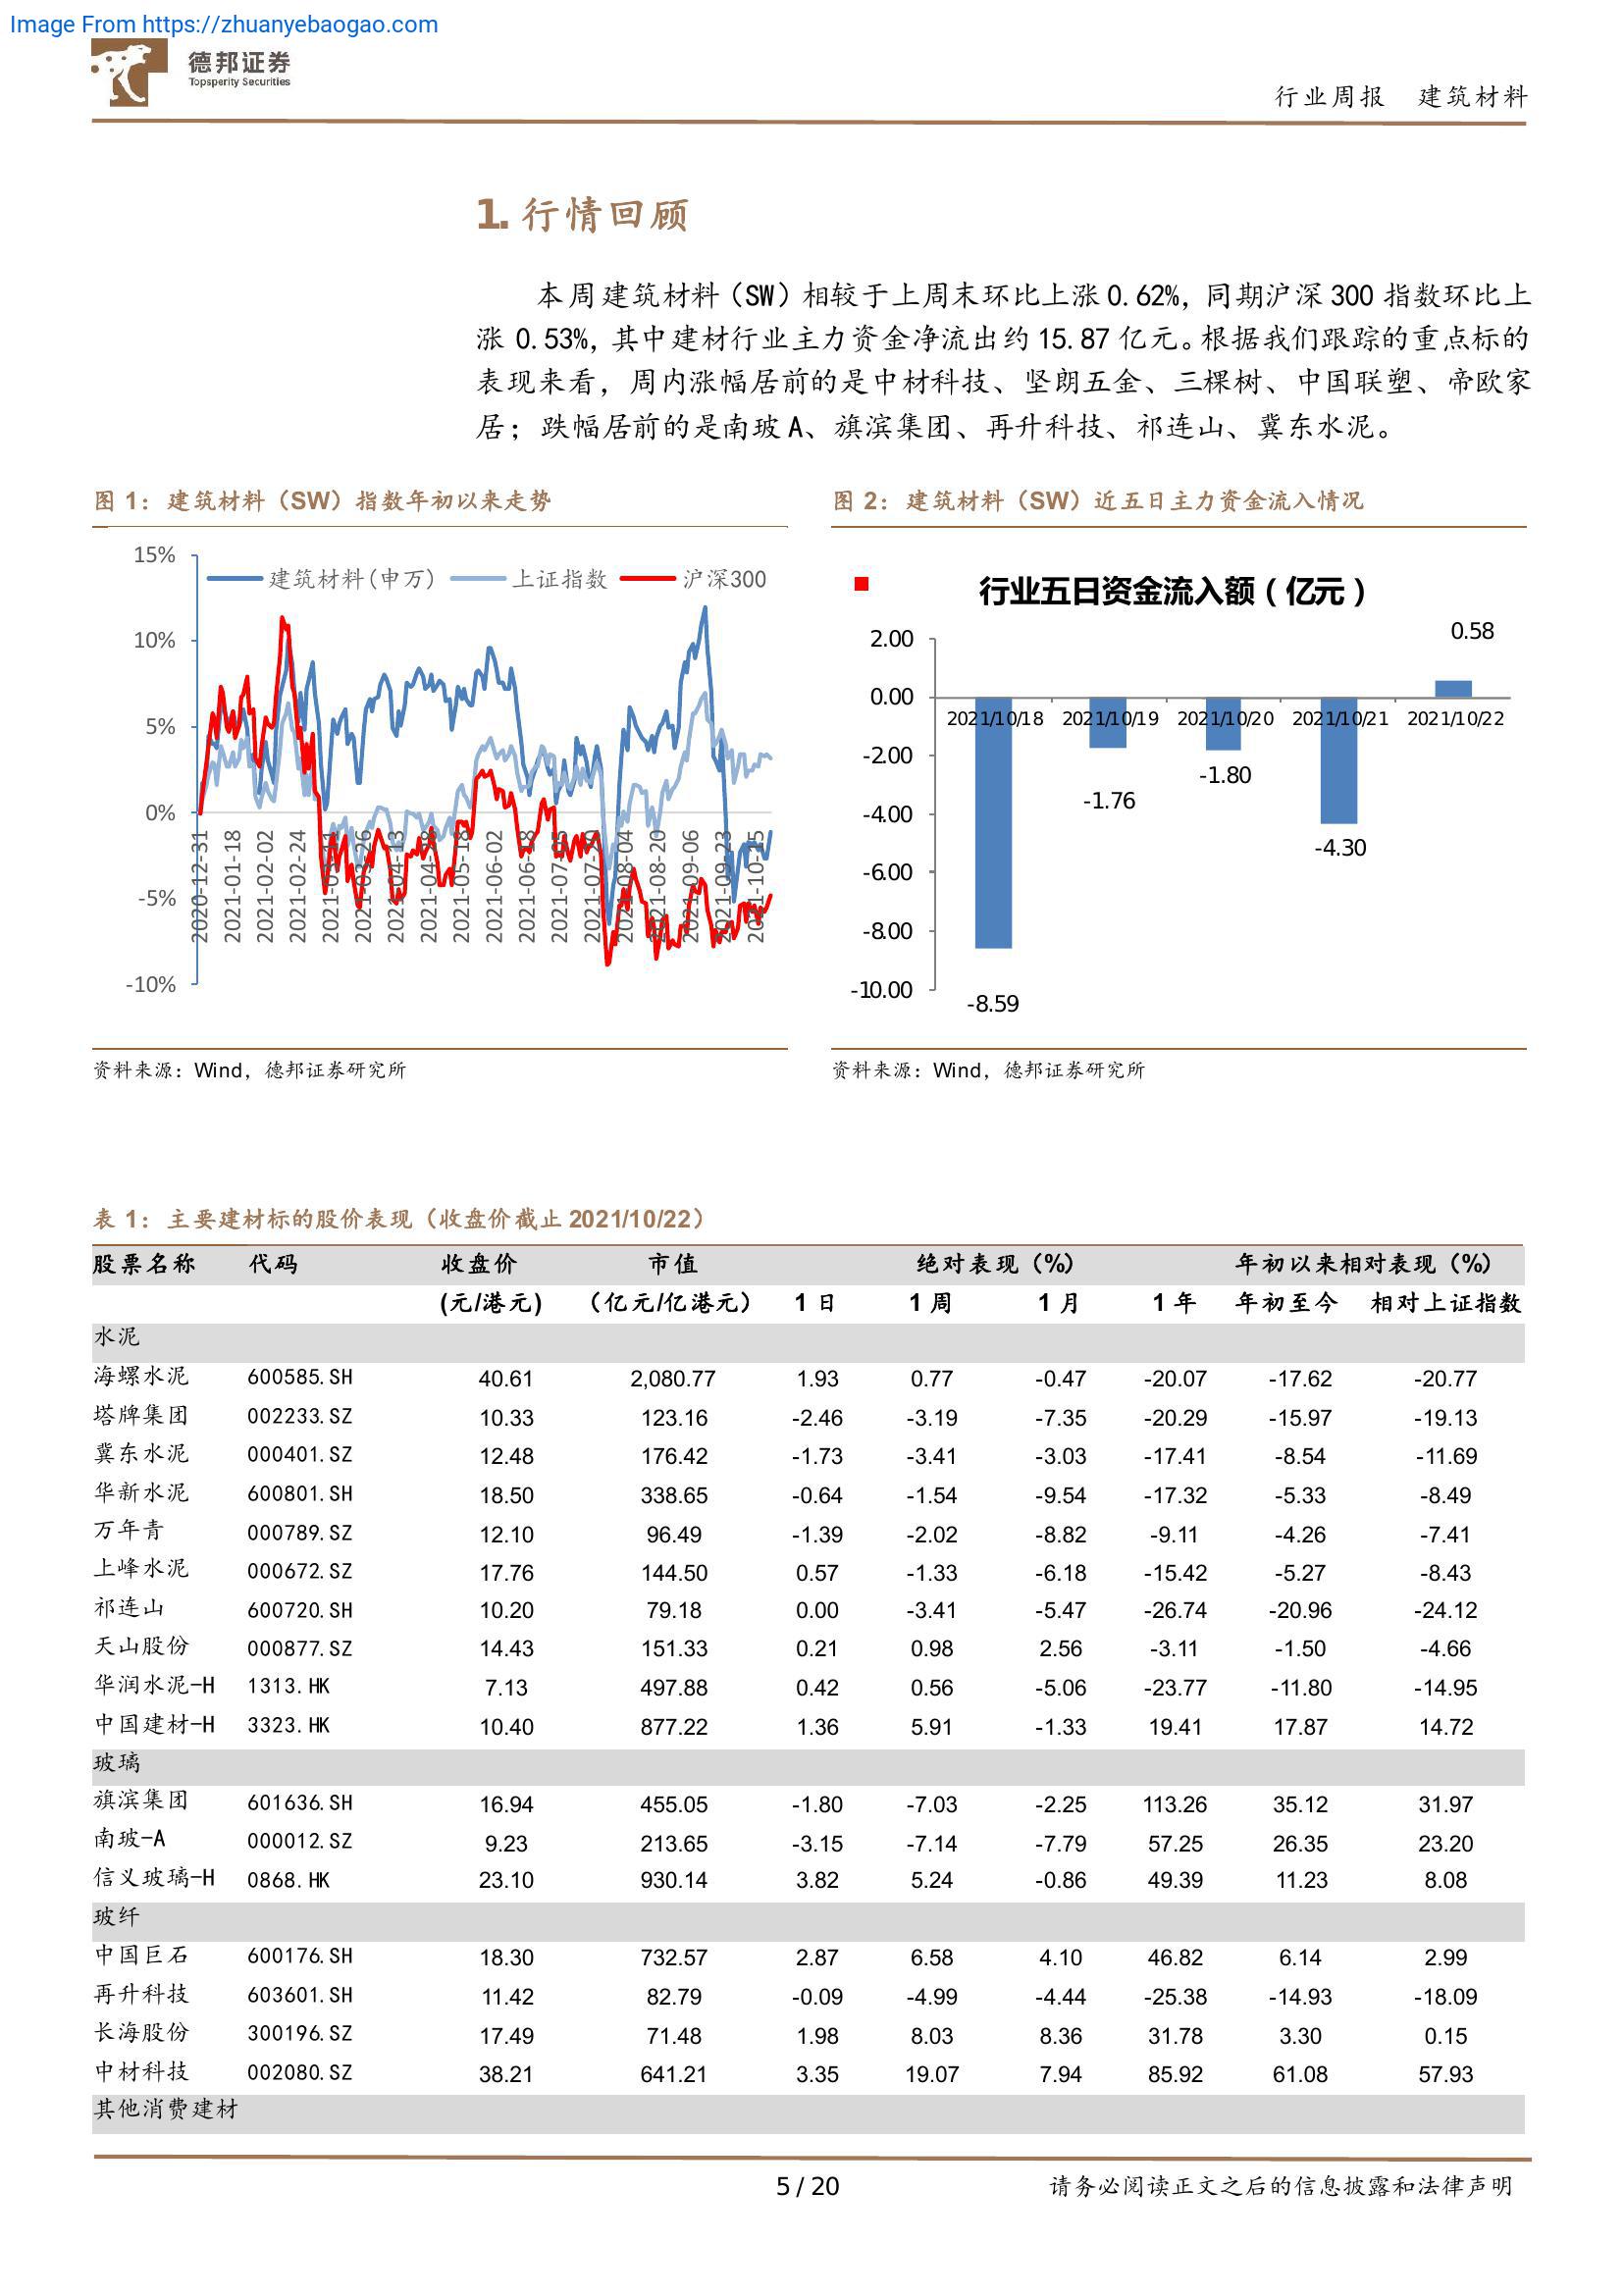 Image From https://zhuanyebaogao.com
德邦证券
Topsperity Securities
行业周报 建筑材料
1. 行情回顾
本周建筑材料（SW）相较于上周末环比上涨 0.62%，同期沪深 300 指数环比上
涨 0.53%，其中建材行业主力资金净流出约 15.87 亿元。根据我们跟踪的重点标的
表现来看，周内涨幅居前的是中材科技、坚朗五金、三棵树、中国联塑、帝欧家
居；跌幅居前的是南玻 A、旗滨集团、再升科技、祁连山、冀东水泥。
图 1：建筑材料（SW）指数年初以来走势
15%
10%
5%
0%
-5%
-10%
建筑材料(申万) 上证指数 沪深300
2020-12-31 2021-01-18 2021-02-02 2021-02-24 2021-03-11 2021-03-26 2021-04-13 2021-04-28 2021-05-18 2021-06-02 2021-06-18 2021-07-05 2021-07-20 2021-08-04 2021-08-20 2021-09-06 2021-09-23 2021-10-15
资料来源：Wind，德邦证券研究所
图 2：建筑材料（SW）近五日主力资金流入情况
行业五日资金流入额（亿元）
2.00
0.00
-2.00
-4.00
-6.00
-8.00
-10.00
2021/10/18 2021/10/19 2021/10/20 2021/10/21 2021/10/22
-8.59 -1.76 -1.80 -4.30 0.58
资料来源：Wind，德邦证券研究所
表 1：主要建材标的股价表现（收盘价截止 2021/10/22）
股票名称 代码 收盘价 市值 绝对表现（%） 年初以来相对表现（%）
(元/港元) （亿元/亿港元） 1 日 1 周 1 月 1 年 年初至今 相对上证指数
水泥
海螺水泥 600585.SH 40.61 2,080.77 1.93 0.77 -0.47 -20.07 -17.62 -20.77
塔牌集团 002233.SZ 10.33 123.16 -2.46 -3.19 -7.35 -20.29 -15.97 -19.13
冀东水泥 000401.SZ 12.48 176.42 -1.73 -3.41 -3.03 -17.41 -8.54 -11.69
华新水泥 600801.SH 18.50 338.65 -0.64 -1.54 -9.54 -17.32 -5.33 -8.49
万年青 000789.SZ 12.10 96.49 -1.39 -2.02 -8.82 -9.11 -4.26 -7.41
上峰水泥 000672.SZ 17.76 144.50 0.57 -1.33 -6.18 -15.42 -5.27 -8.43
祁连山 600720.SH 10.20 79.18 0.00 -3.41 -5.47 -26.74 -20.96 -24.12
天山股份 000877.SZ 14.43 151.33 0.21 0.98 2.56 -3.11 -1.50 -4.66
华润水泥-H 1313.HK 7.13 497.88 0.42 0.56 -5.06 -23.77 -11.80 -14.95
中国建材-H 3323.HK 10.40 877.22 1.36 5.91 -1.33 19.41 17.87 14.72
玻璃
旗滨集团 601636.SH 16.94 455.05 -1.80 -7.03 -2.25 113.26 35.12 31.97
南玻-A 000012.SZ 9.23 213.65 -3.15 -7.14 -7.79 57.25 26.35 23.20
信义玻璃-H 0868.HK 23.10 930.14 3.82 5.24 -0.86 49.39 11.23 8.08
玻纤
中国巨石 600176.SH 18.30 732.57 2.87 6.58 4.10 46.82 6.14 2.99
再升科技 603601.SH 11.42 82.79 -0.09 -4.99 -4.44 -25.38 -14.93 -18.09
长海股份 300196.SZ 17.49 71.48 1.98 8.03 8.36 31.78 3.30 0.15
中材科技 002080.SZ 38.21 641.21 3.35 19.07 7.94 85.92 61.08 57.93
其他消费建材
5 / 20
请务必阅读正文之后的信息披露和法律声明